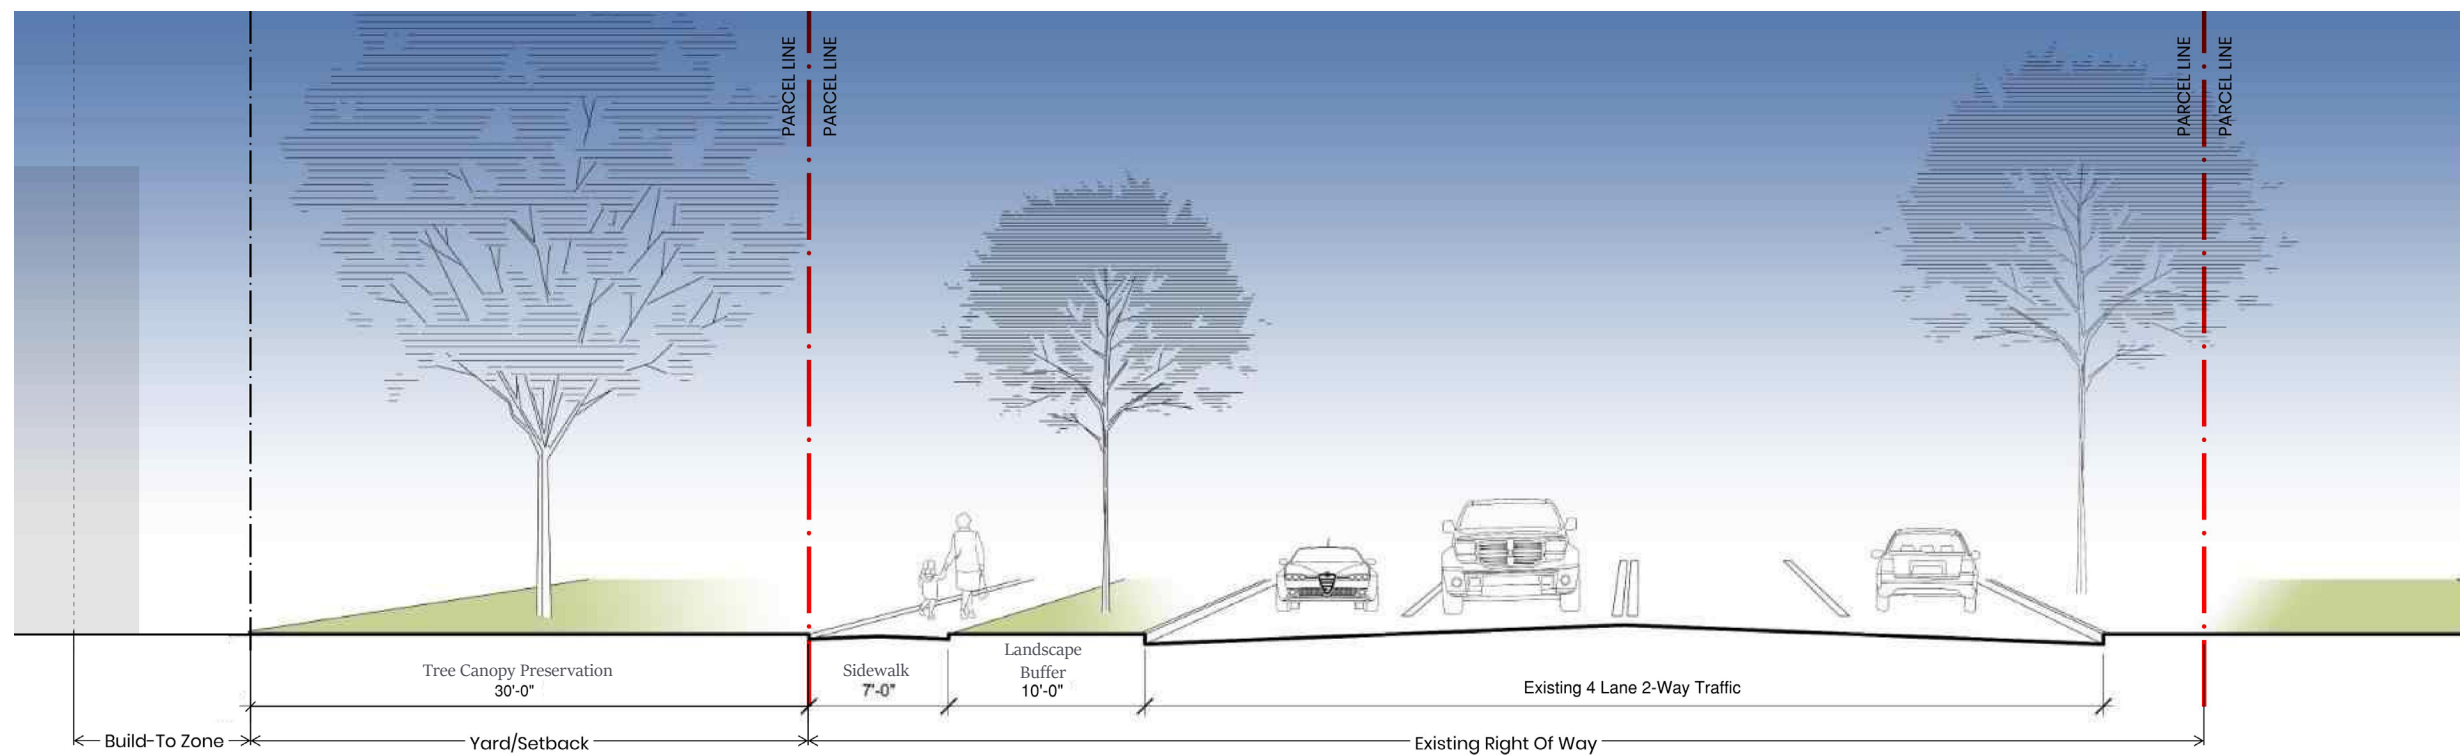 PARCEL LINE
PARCEL LINE
PARCEL LINE
PARCEL LINE
Tree Canopy Preservation
30'-0"
Sidewalk
7'-0"
Landscape
Buffer
10'-0"
Existing 4 Lane 2-Way Traffic
Build-To Zone
Yard/Setback
Existing Right Of Way